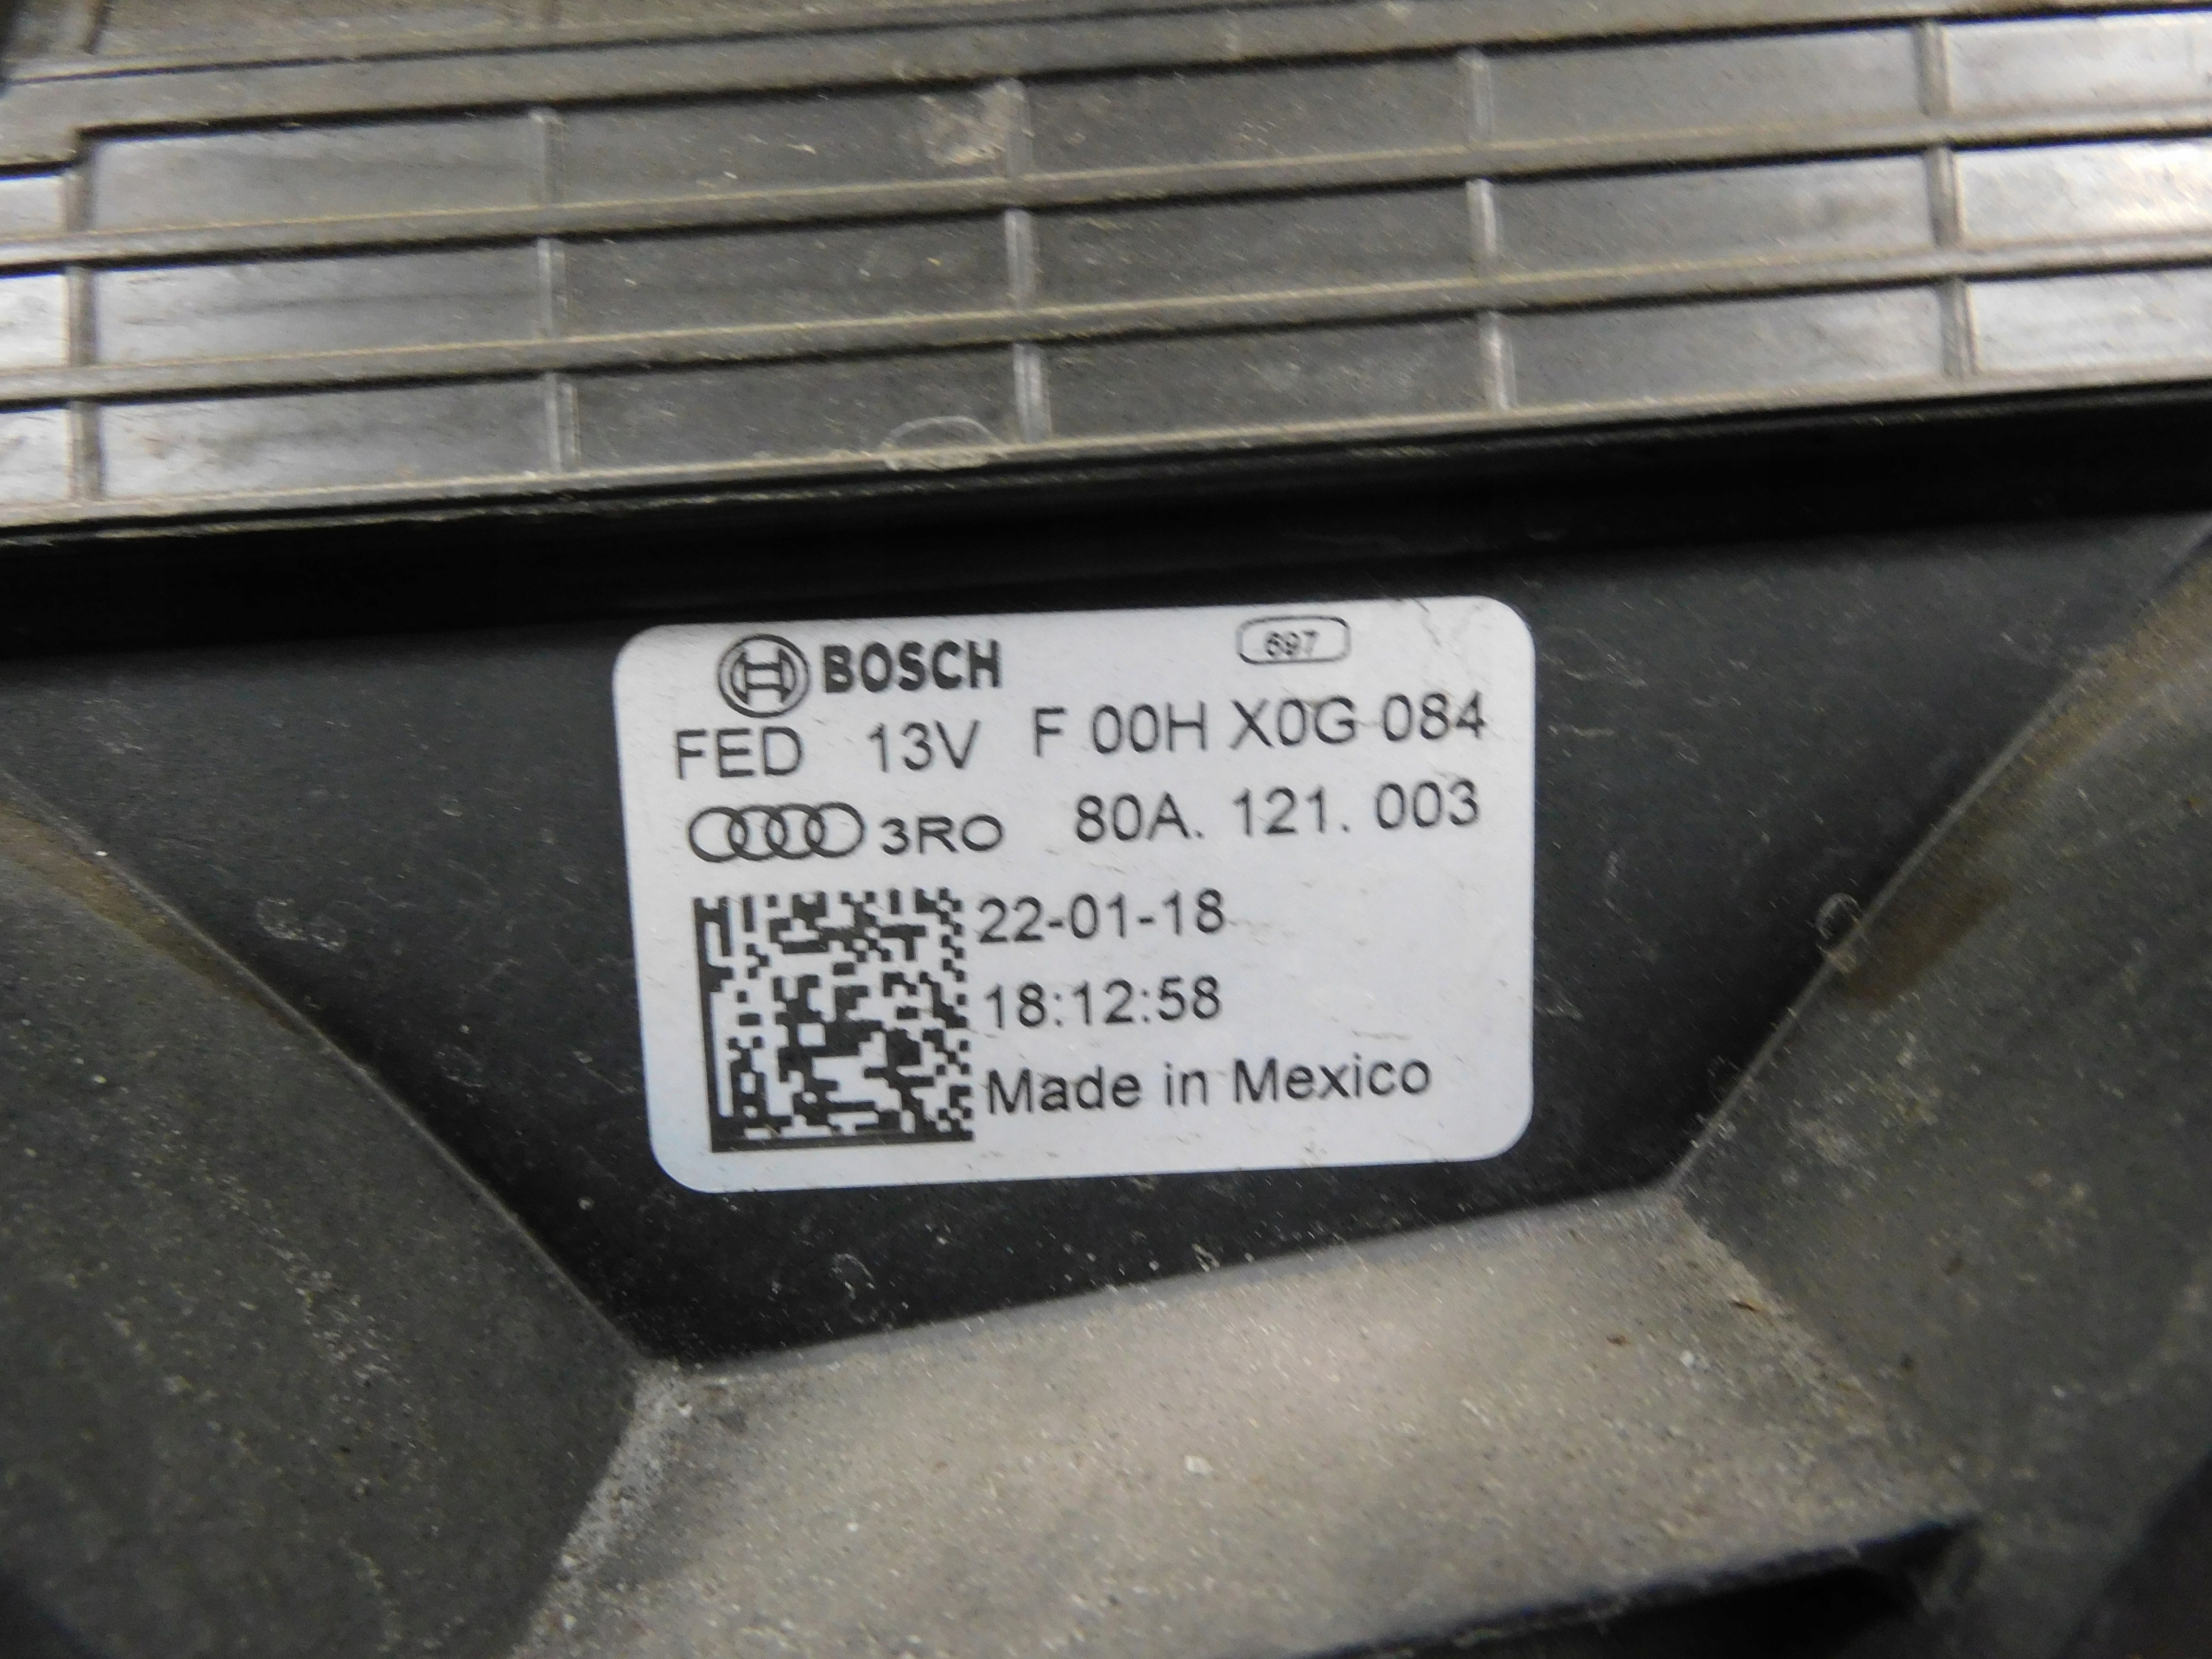 BOSCH 697
FED 13V F 00H X0G 084
3RO 80A. 121. 003
22-01-18
18:12:58
Made in Mexico